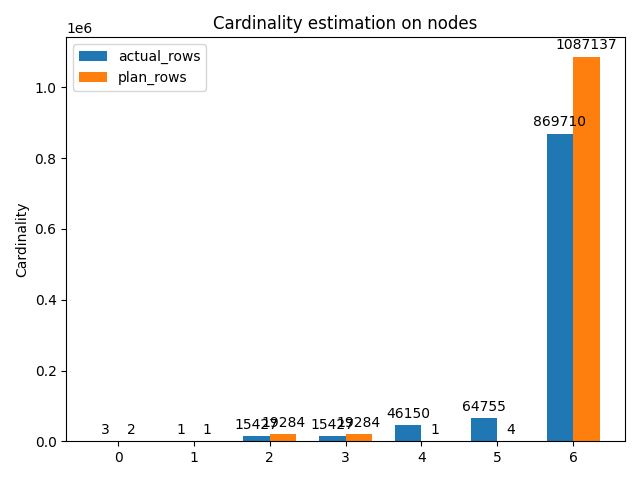 Cardinality estimation on nodes
1e6
actual_rows
plan_rows
Cardinality
1.0
0.8
0.6
0.4
0.2
0.0
3 2 1 1 15427 19284 15427 19284 46150 1 64755 4 869710 1087137
0 1 2 3 4 5 6